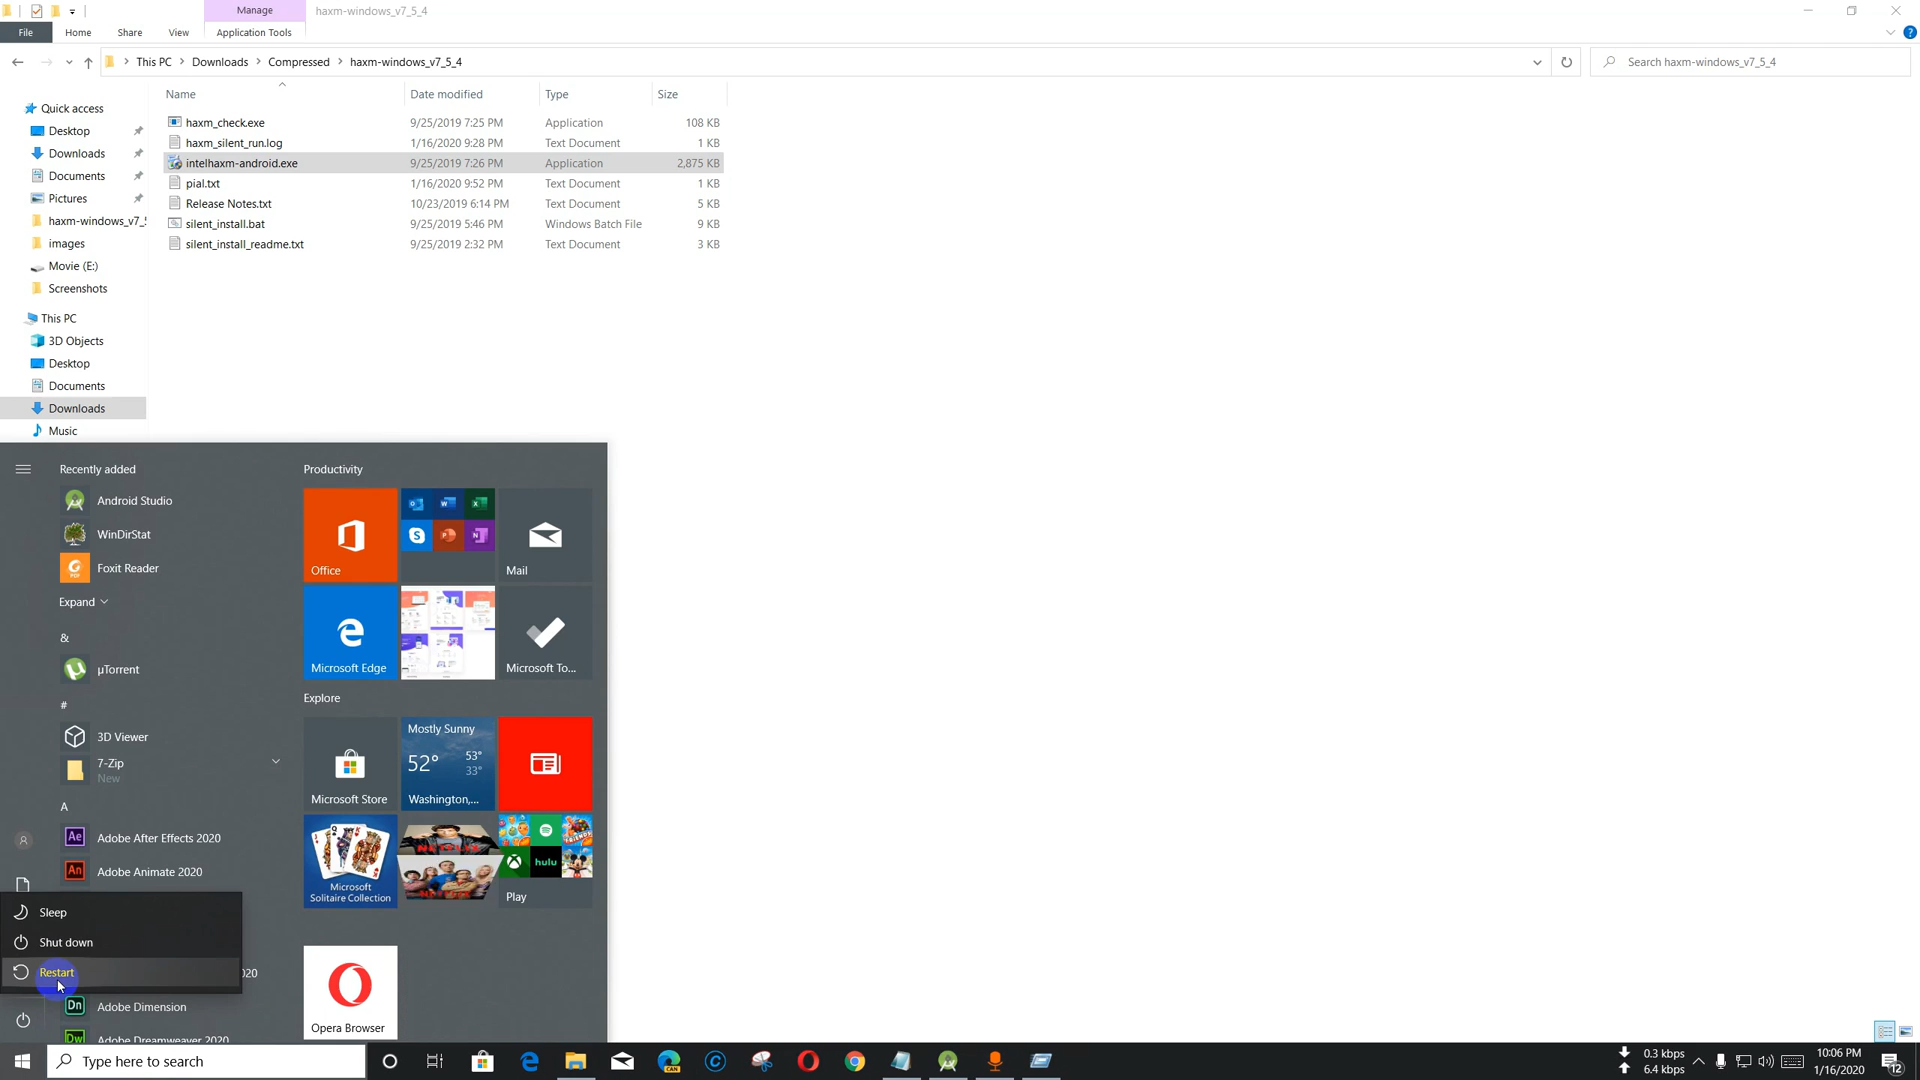 Manage
haxm-windows_v7_5_4
File
Home
Share
View
Application Tools
This PC
Downloads
Compressed
haxm-windows_v7_5_4
Search haxm-windows_v7_5_4
Name
Date modified
Type
Size
haxm_check.exe 9/25/2019 7:25 PM Application 108 KB
haxm_silent_run.log 1/16/2020 9:28 PM Text Document 1 KB
intelhaxm-android.exe 9/25/2019 7:26 PM Application 2,875 KB
pial.txt 1/16/2020 9:52 PM Text Document 1 KB
Release Notes.txt 10/23/2019 6:14 PM Text Document 5 KB
silent_install.bat 9/25/2019 5:46 PM Windows Batch File 9 KB
silent_install_readme.txt 9/25/2019 2:32 PM Text Document 3 KB
Quick access
Desktop
Downloads
Documents
Pictures
haxm-windows_v7_5
images
Movie (E:)
Screenshots
This PC
3D Objects
Desktop
Documents
Downloads
Music
Recently added
Android Studio
WinDirStat
Foxit Reader
Expand
&
µTorrent
#
3D Viewer
7-Zip
New
A
Adobe After Effects 2020
Adobe Animate 2020
020
Adobe Dimension
Adobe Dreamweaver 2020
Sleep
Shut down
Restart
Productivity
Office
Mail
Microsoft Edge
Microsoft To...
Explore
Microsoft Store
Mostly Sunny
52° 53°
33°
Washington,...
Microsoft
Solitaire Collection
hulu
Play
Opera Browser
Type here to search
0.3 kbps
6.4 kbps
10:06 PM
1/16/2020
12